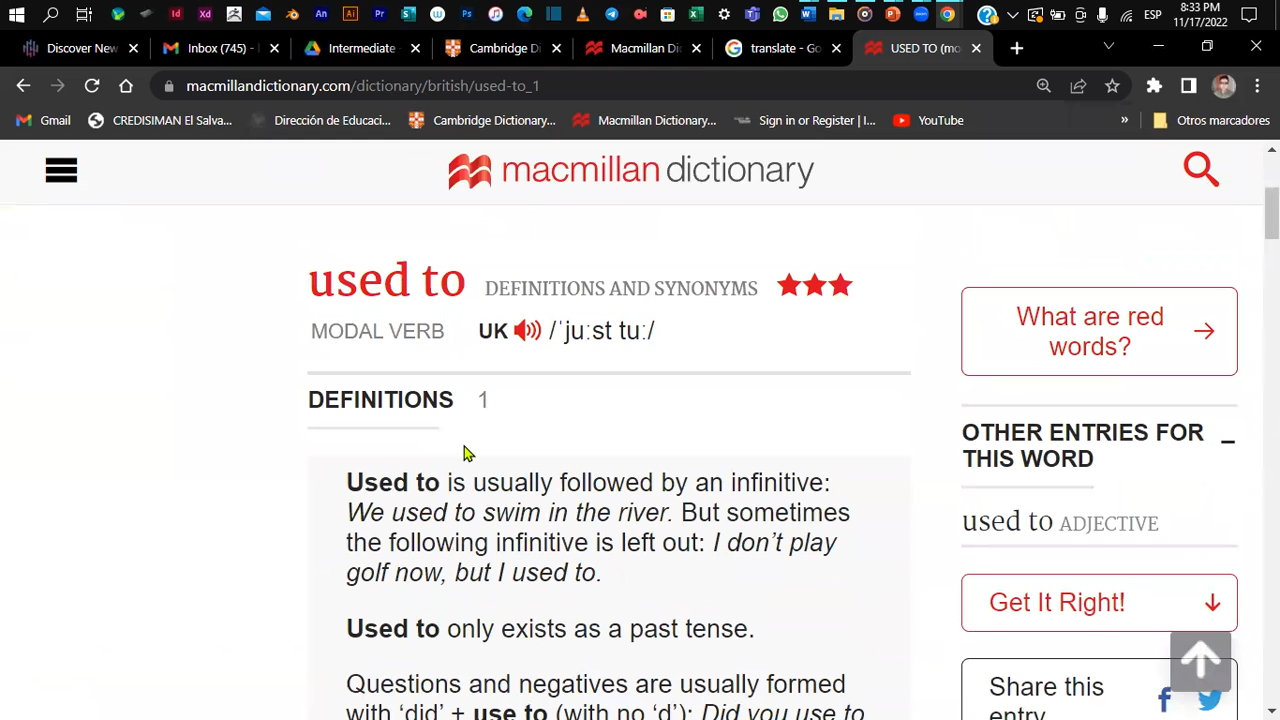 8:33 PM
ESP
11/17/2022
Discover New
Inbox (745) -
Intermediate
Cambridge Di
Macmillan Dic
translate - Go
USED TO (mo
macmillandictionary.com/dictionary/british/used-to_1
Gmail
CREDISIMAN El Salva...
Dirección de Educaci...
Cambridge Dictionary...
Macmillan Dictionary...
Sign in or Register | I...
YouTube
»
Otros marcadores
macmillan dictionary
used to DEFINITIONS AND SYNONYMS
MODAL VERB UK /ˈjuːst tuː/
DEFINITIONS 1
Used to is usually followed by an infinitive:
We used to swim in the river. But sometimes
the following infinitive is left out: I don’t play
golf now, but I used to.
Used to only exists as a past tense.
Questions and negatives are usually formed
with ‘did’ + use to (with no ‘d’): Did you use to
What are red
words?
OTHER ENTRIES FOR
THIS WORD
used to ADJECTIVE
Get It Right!
Share this
entry